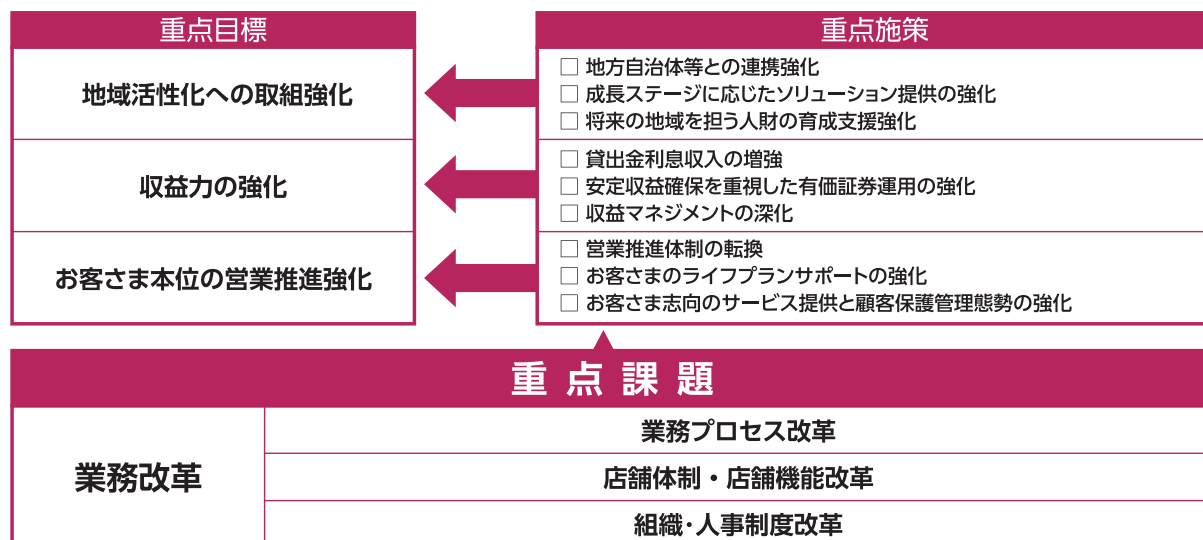 重点目標
地域活性化への取組強化
収益力の強化
お客さま本位の営業推進強化
重点施策
□ 地方自治体等との連携強化
□ 成長ステージに応じたソリューション提供の強化
□ 将来の地域を担う人財の育成支援強化
□ 貸出金利息収入の増強
□ 安定収益確保を重視した有価証券運用の強化
□ 収益マネジメントの深化
□ 営業推進体制の転換
□ お客さまのライフプランサポートの強化
□ お客さま志向のサービス提供と顧客保護管理態勢の強化
重点課題
業務改革
業務プロセス改革
店舗体制・店舗機能改革
組織・人事制度改革